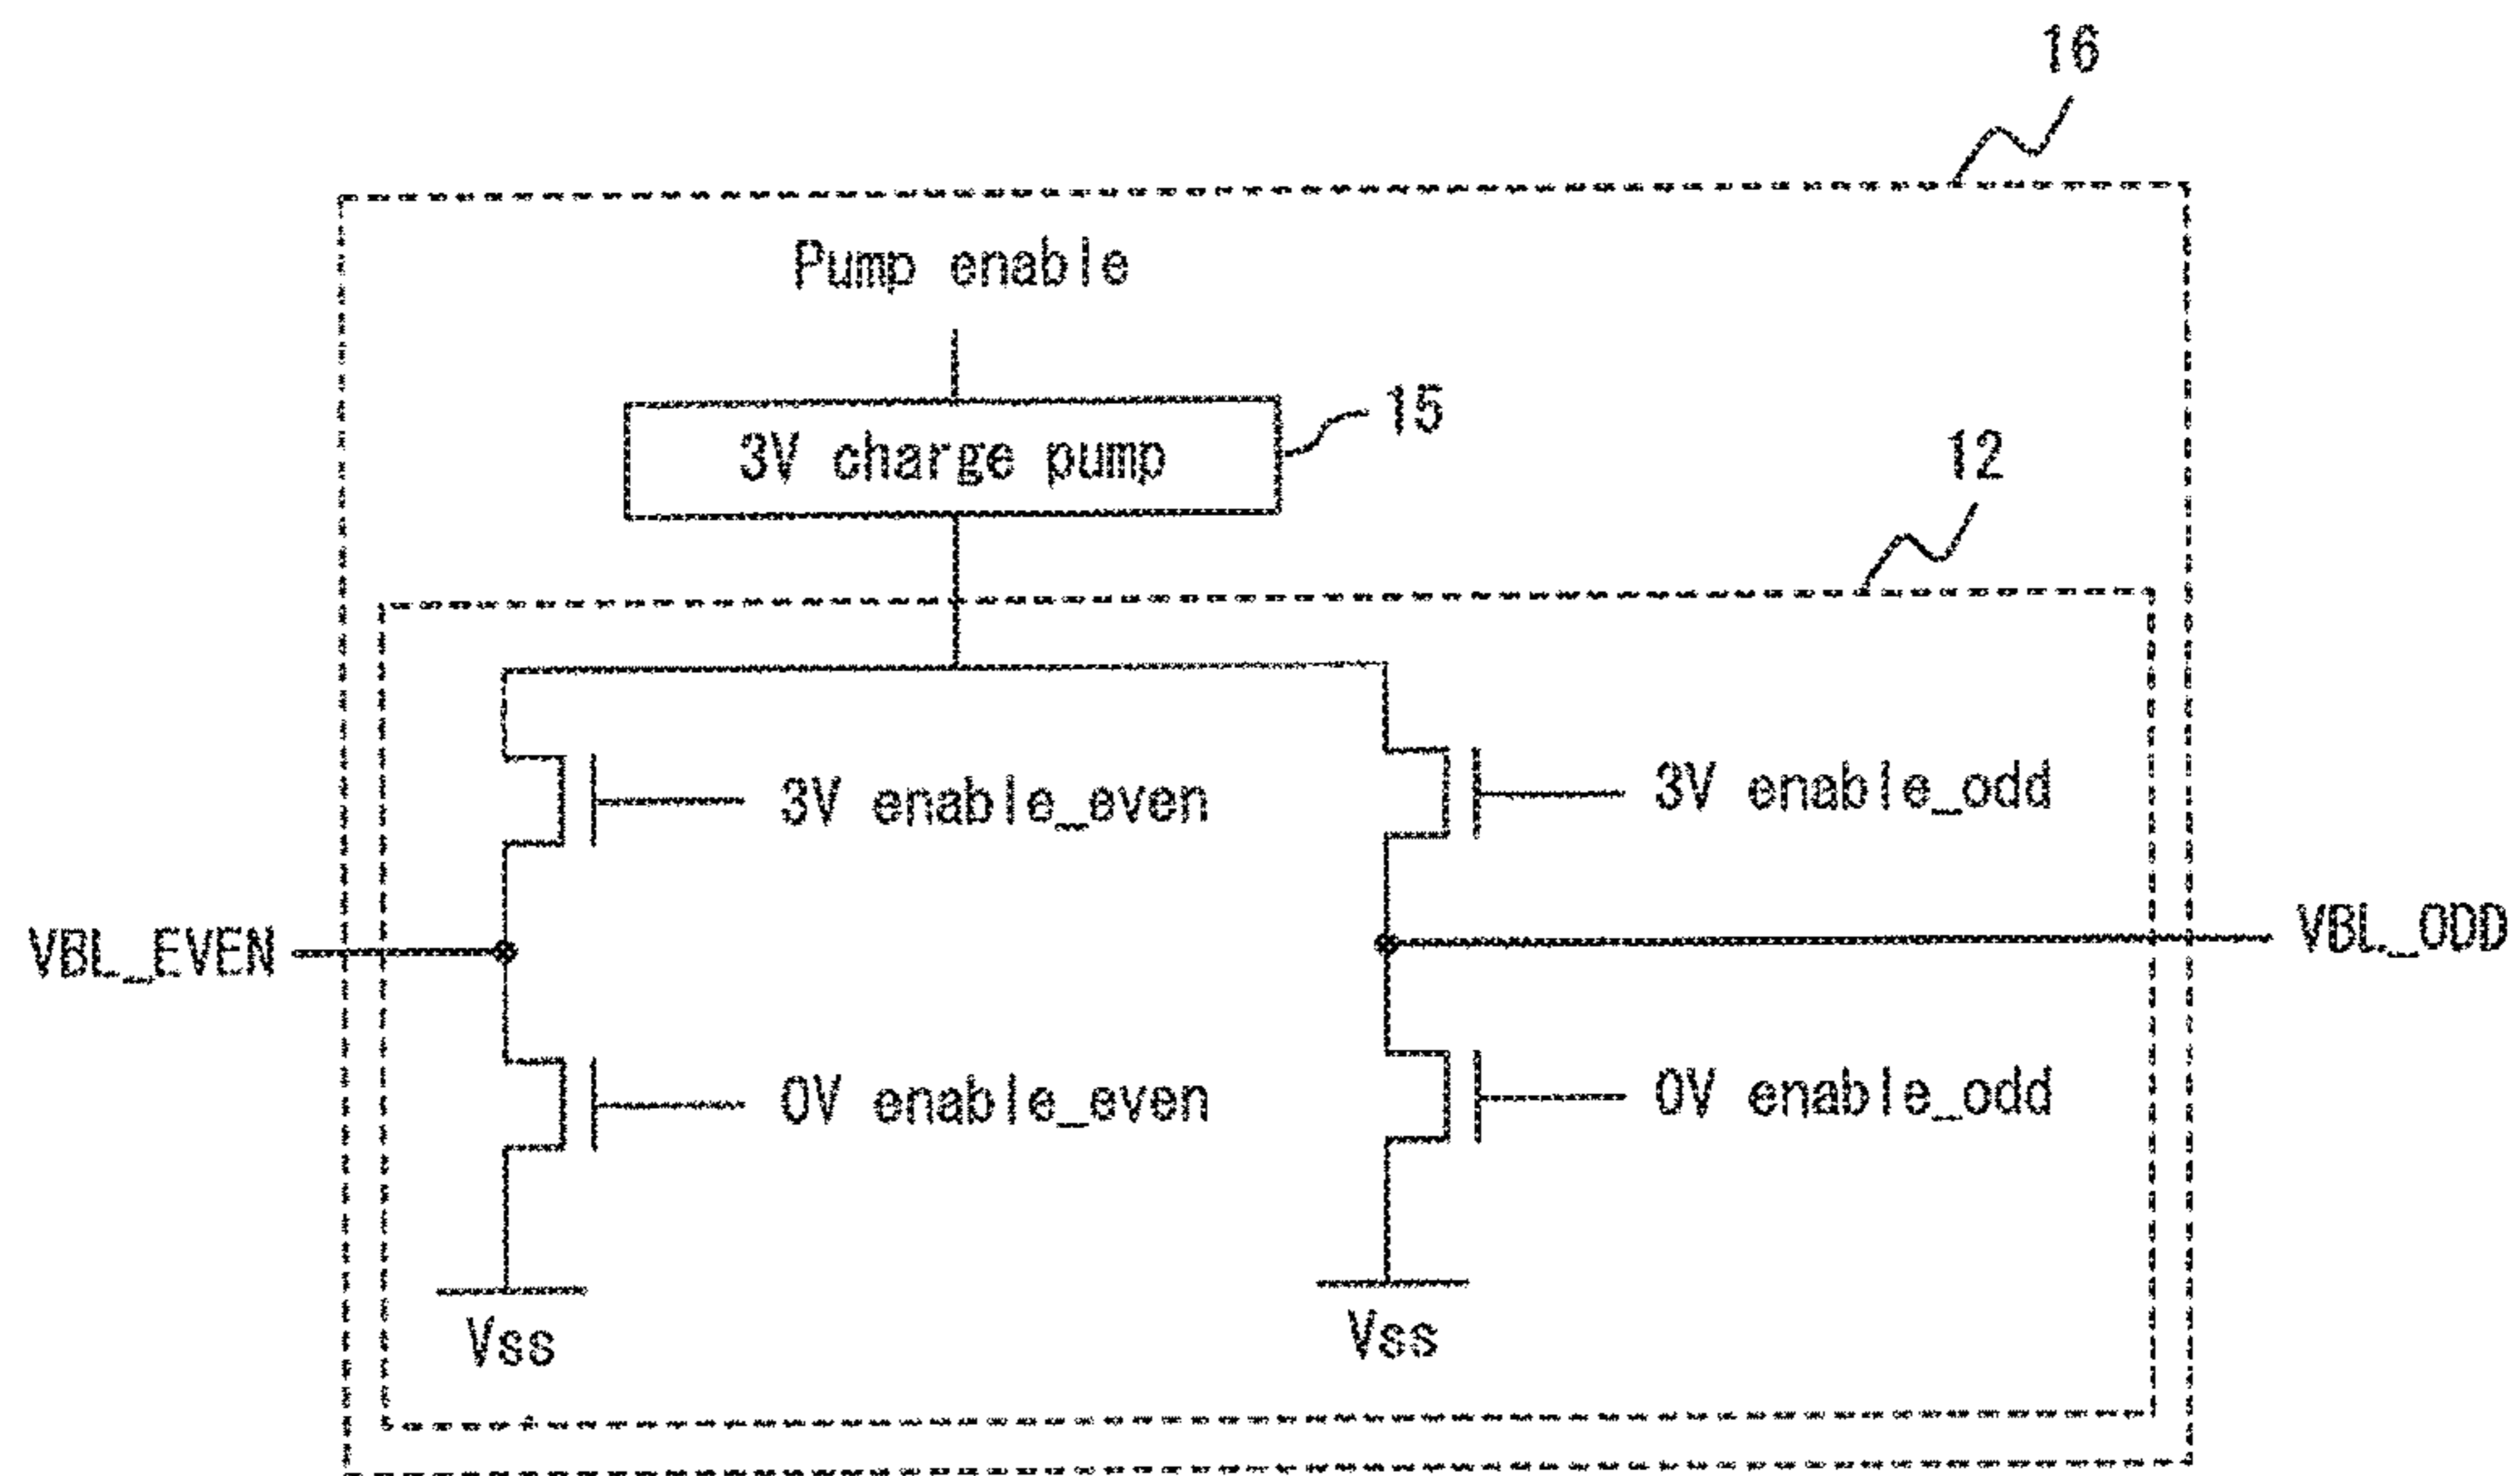 16
Pump enable
15
3V charge pump
12
3V enable_even
3V enable_odd
VBL_EVEN
VBL_ODD
0V enable_even
0V enable_odd
Vss
Vss